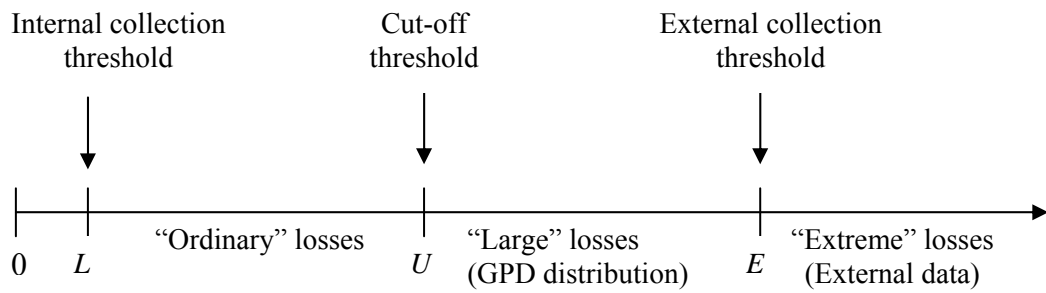 Internal collection
threshold
Cut-off
threshold
External collection
threshold
“Ordinary” losses
“Large” losses
(GPD distribution)
“Extreme” losses
(External data)
0
L
U
E